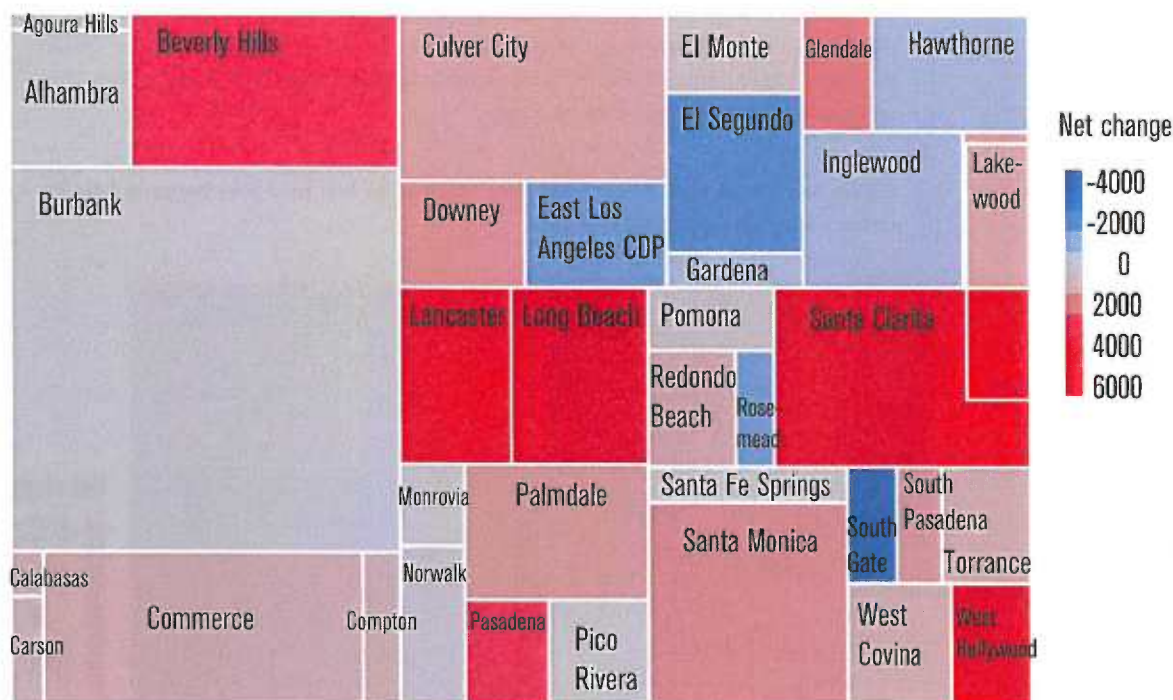 Agoura Hills
Beverly Hills
Culver City
El Monte
Glendale
Hawthorne
Alhambra
El Segundo
Net change
Inglewood
Lake-
wood
-4000
-2000
0
2000
4000
6000
Burbank
Downey
East Los
Angeles CDP
Gardena
Lancaster
Long Beach
Pomona
Santa Clarita
Redondo
Beach
Rose-
mead
Monrovia
Palmdale
Santa Fe Springs
South
Pasadena
South
Gate
Santa Monica
Torrance
Calabasas
Norwalk
Commerce
Compton
Carson
Pasadena
Pico
Rivera
West
Covina
West
Hollywood